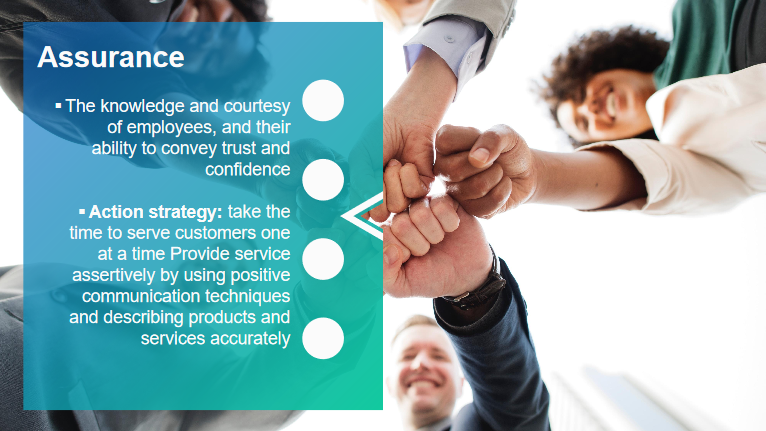 Assurance
▪ The knowledge and courtesy
of employees, and their
ability to convey trust and
confidence
▪ Action strategy: take the
time to serve customers one
at a time Provide service
assertively by using positive
communication techniques
and describing products and
services accurately